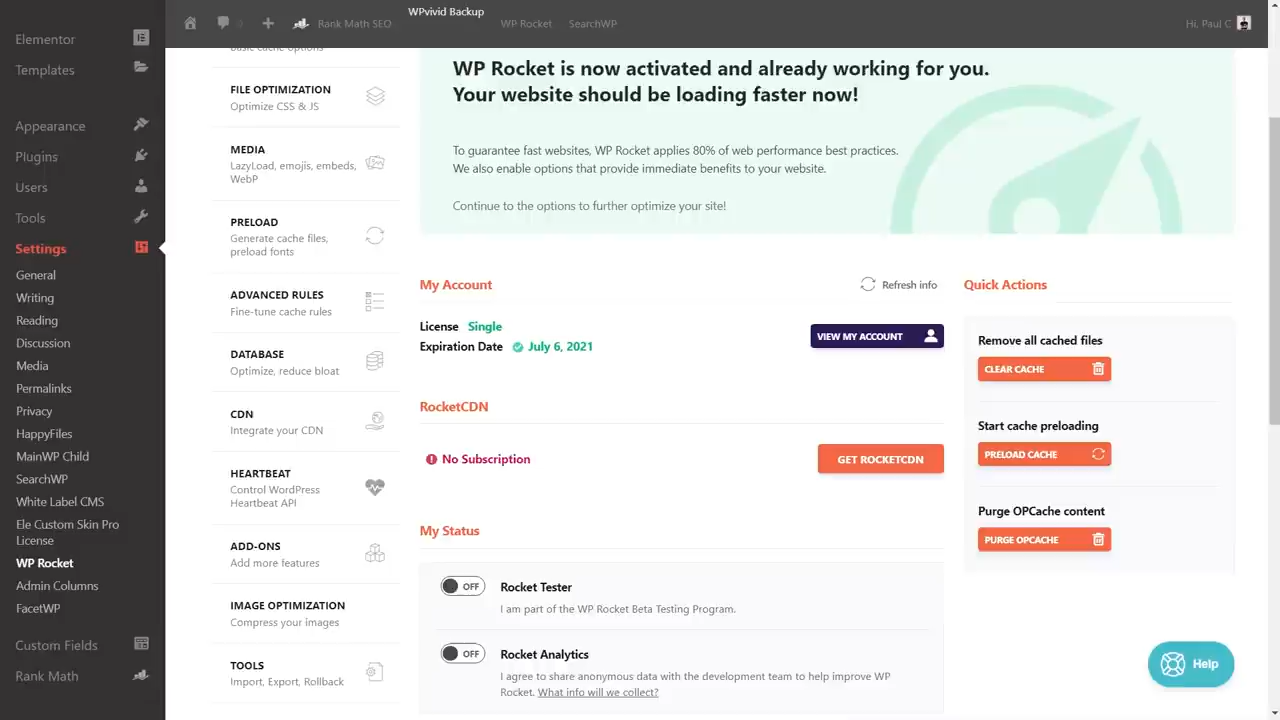 WPvivid Backup
Rank Math SEO
WP Rocket
SearchWP
Hi, Paul C
Elementor
Templates
Appearance
Plugins
Users
Tools
Settings
General
Writing
Reading
Discussion
Media
Permalinks
Privacy
HappyFiles
MainWP Child
SearchWP
White Label CMS
Ele Custom Skin Pro
License
WP Rocket
Admin Columns
FacetWP
Custom Fields
Rank Math
Basic cache options
FILE OPTIMIZATION
Optimize CSS & JS
MEDIA
LazyLoad, emojis, embeds,
WebP
PRELOAD
Generate cache files,
preload fonts
ADVANCED RULES
Fine-tune cache rules
DATABASE
Optimize, reduce bloat
CDN
Integrate your CDN
HEARTBEAT
Control WordPress
Heartbeat API
ADD-ONS
Add more features
IMAGE OPTIMIZATION
Compress your images
TOOLS
Import, Export, Rollback
WP Rocket is now activated and already working for you.
Your website should be loading faster now!
To guarantee fast websites, WP Rocket applies 80% of web performance best practices.
We also enable options that provide immediate benefits to your website.
Continue to the options to further optimize your site!
My Account
Refresh info
License Single
Expiration Date July 6, 2021
VIEW MY ACCOUNT
RocketCDN
No Subscription
GET ROCKETCDN
My Status
OFF
Rocket Tester
I am part of the WP Rocket Beta Testing Program.
OFF
Rocket Analytics
I agree to share anonymous data with the development team to help improve WP
Rocket. What info will we collect?
Quick Actions
Remove all cached files
CLEAR CACHE
Start cache preloading
PRELOAD CACHE
Purge OPCache content
PURGE OPCACHE
Help